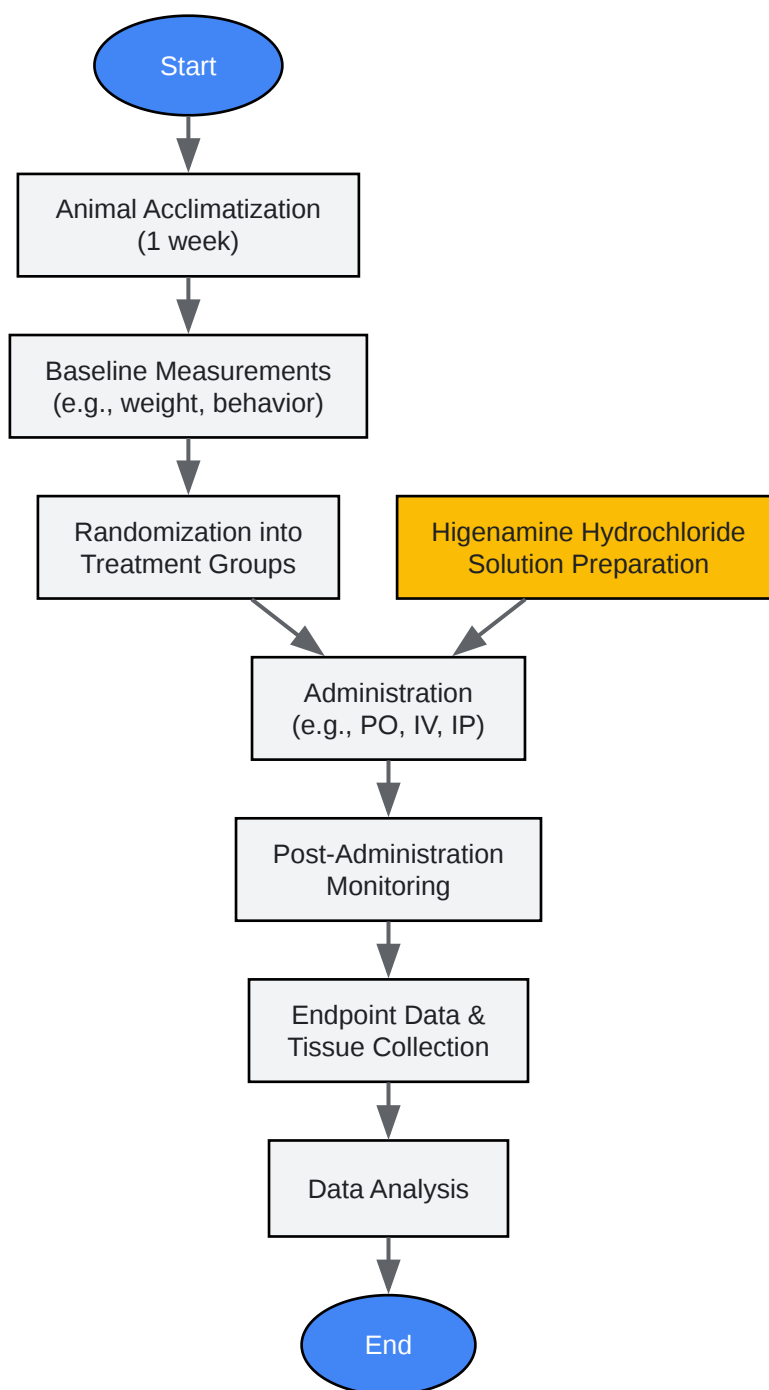 Start
Animal Acclimatization
(1 week)
Baseline Measurements
(e.g., weight, behavior)
Randomization into
Treatment Groups
Higenamine Hydrochloride
Solution Preparation
Administration
(e.g., PO, IV, IP)
Post-Administration
Monitoring
Endpoint Data &
Tissue Collection
Data Analysis
End